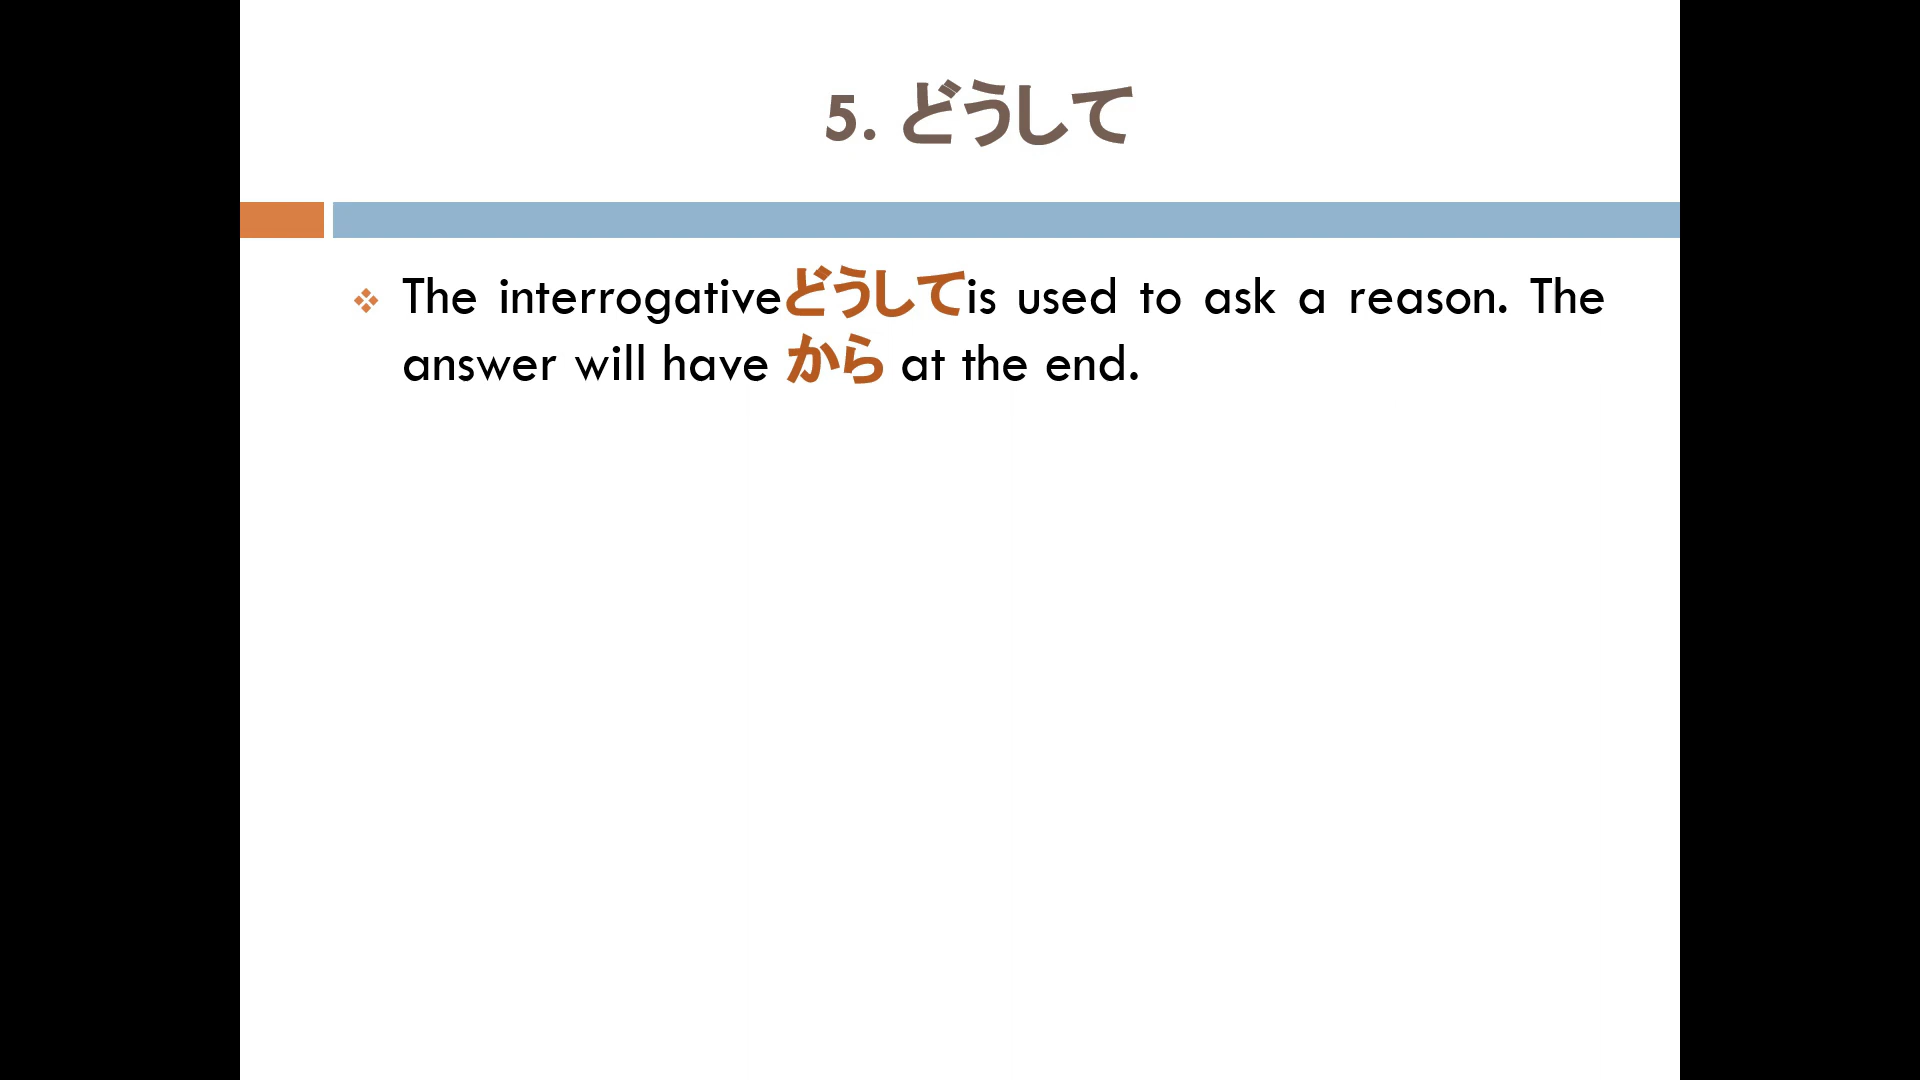 5. どうして
The interrogativeどうしてis used to ask a reason. The
answer will have から at the end.